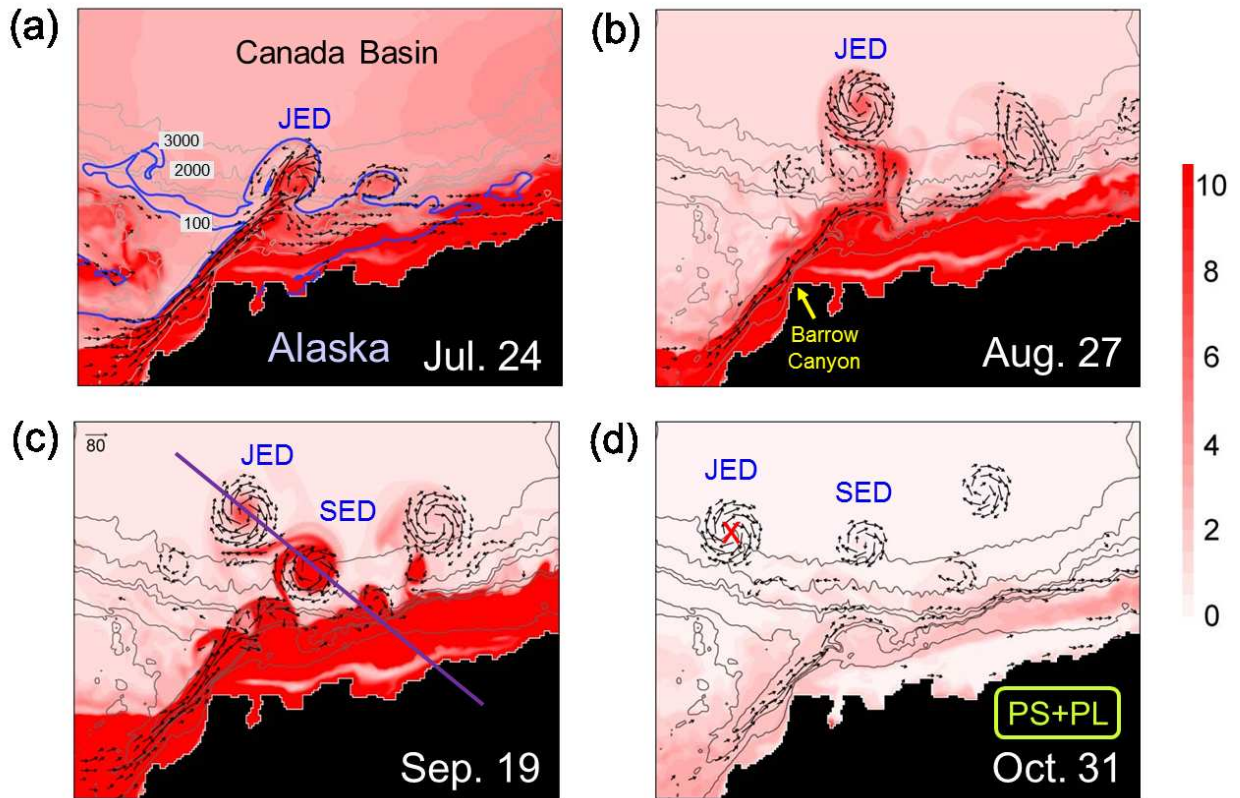 (a)
Canada Basin
JED
3000
2000
100
Alaska
Jul. 24
(b)
JED
Barrow
Canyon
Aug. 27
10
8
6
4
2
0
(c)
80
JED
SED
Sep. 19
(d)
JED
SED
X
PS+PL
Oct. 31